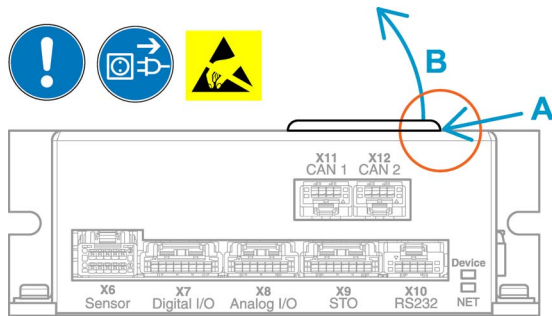 B
A
X11 X12
CAN 1 CAN 2
Device
X6 X7 X8 X9 X10
Sensor Digital I/O Analog I/O STO RS232 NET